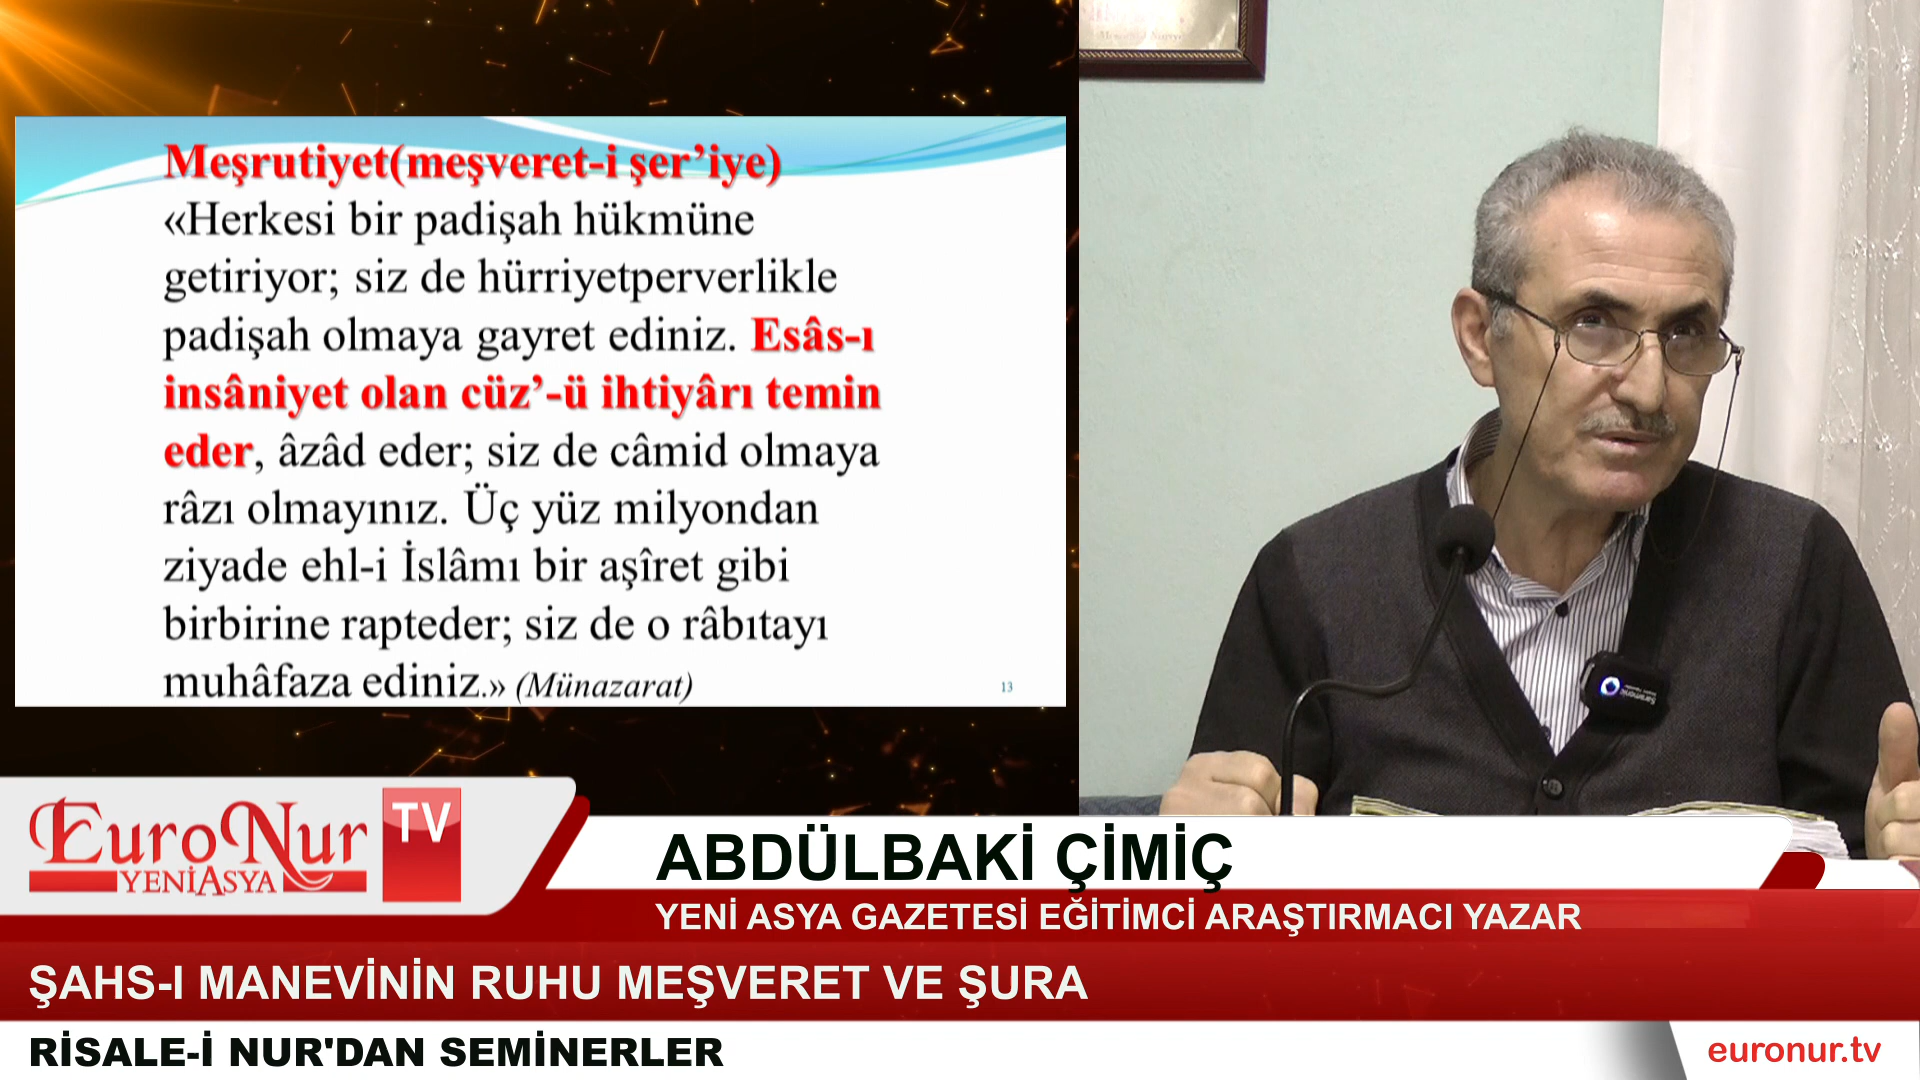 Meşrutiyet(meşveret-i şer’iye)
«Herkesi bir padişah hükmüne
getiriyor; siz de hürriyetperverlikle
padişah olmaya gayret ediniz. Esâs-ı
insâniyet olan cüz’-ü ihtiyârı temin
eder, âzâd eder; siz de câmid olmaya
râzı olmayınız. Üç yüz milyondan
ziyade ehl-i İslâmı bir aşîret gibi
birbirine rapteder; siz de o râbıtayı
muhâfaza ediniz.» (Münazarat)
13
EURONUR TV
YENİASYA
ABDÜLBAKİ ÇİMİÇ
YENİ ASYA GAZETESİ EĞİTİMCİ ARAŞTIRMACI YAZAR
ŞAHS-I MANEVİNİN RUHU MEŞVERET VE ŞURA
RİSALE-İ NUR'DAN SEMİNERLER
euronur.tv